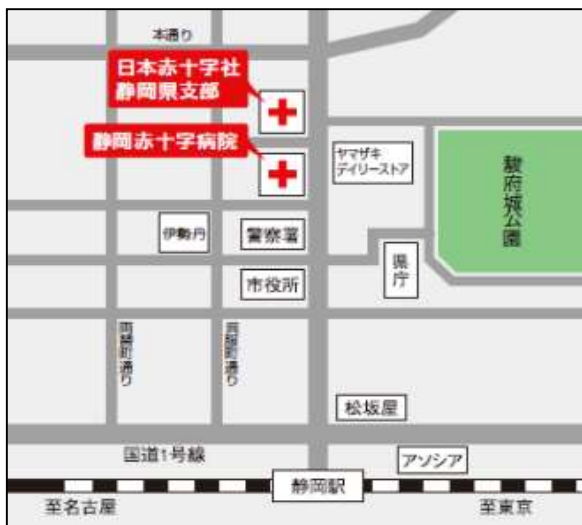 本通り
日本赤十字社
静岡県支部
静岡赤十字病院
ヤマザキ
デイリーストア
駿府城公園
伊勢丹
警察署
県庁
市役所
両替町通り
呉服町通り
松坂屋
国道1号線
アソシア
静岡駅
至名古屋
至東京